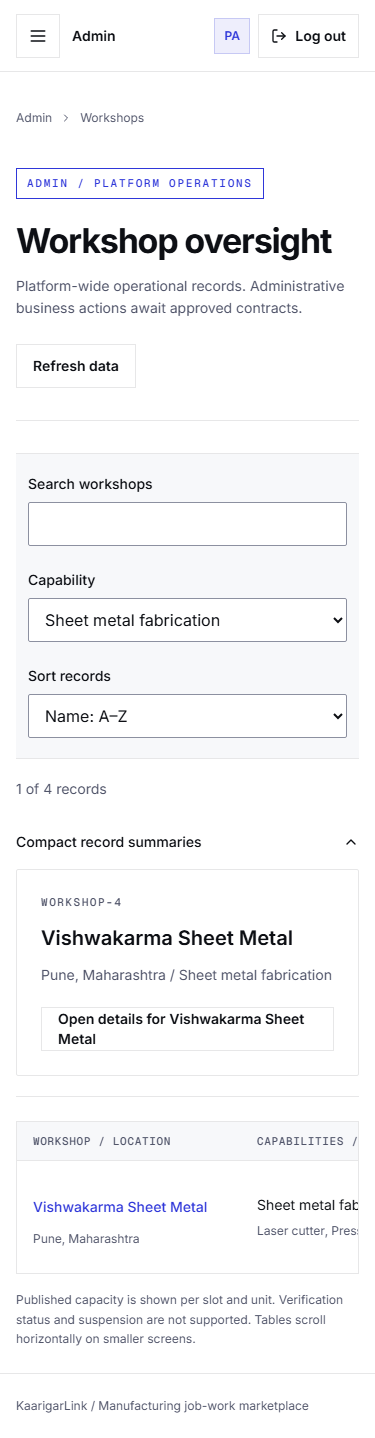 Admin
PA
Log out
Admin
Workshops
ADMIN / PLATFORM OPERATIONS
Workshop oversight
Platform-wide operational records. Administrative
business actions await approved contracts.
Refresh data
Search workshops
Capability
Sheet metal fabrication
Sort records
Name: A–Z
1 of 4 records
Compact record summaries
WORKSHOP-4
Vishwakarma Sheet Metal
Pune, Maharashtra / Sheet metal fabrication
Open details for Vishwakarma Sheet
Metal
WORKSHOP / LOCATION
CAPABILITIES /
Vishwakarma Sheet Metal
Sheet metal fab
Pune, Maharashtra
Laser cutter, Press
Published capacity is shown per slot and unit. Verification
status and suspension are not supported. Tables scroll
horizontally on smaller screens.
KaarigarLink / Manufacturing job-work marketplace